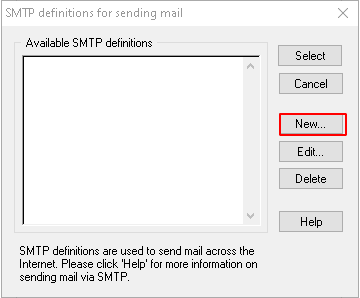 SMTP definitions for sending mail
Available SMTP definitions
Select
Cancel
New...
Edit...
Delete
Help
SMTP definitions are used to send mail across the
Internet. Please click 'Help' for more information on
sending mail via SMTP.